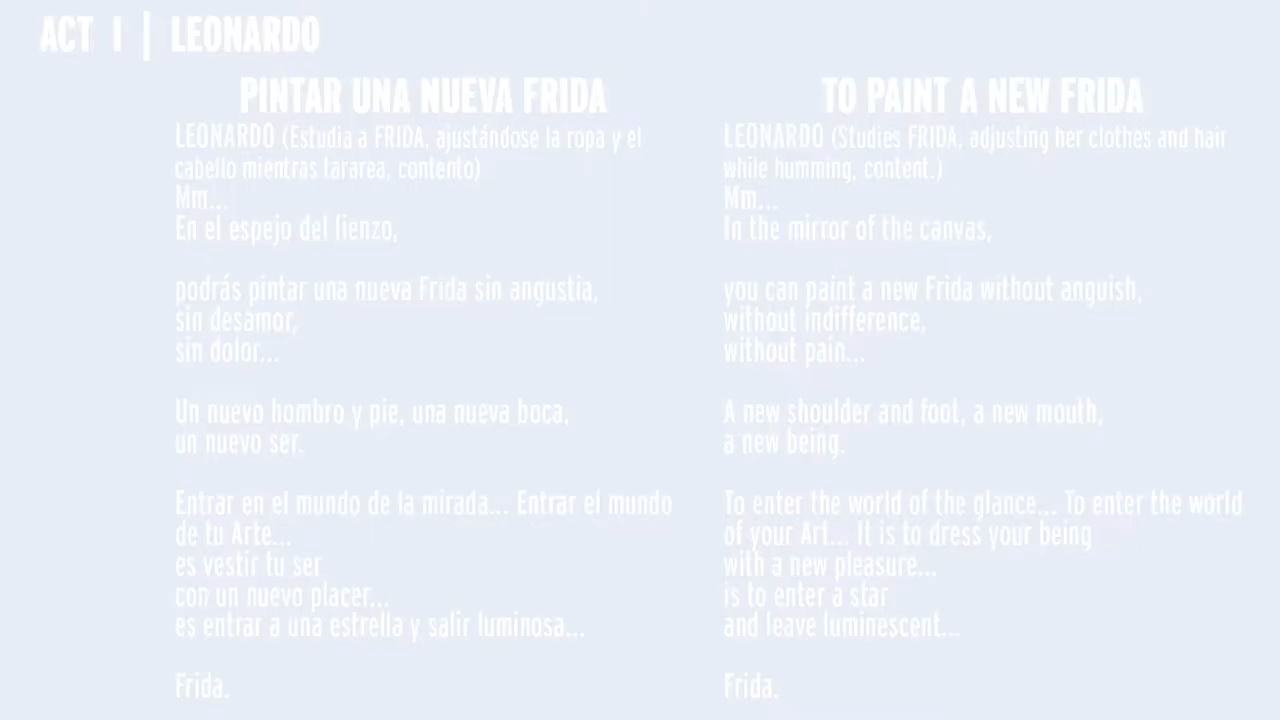 ACT I | LEONARDO
PINTAR UNA NUEVA FRIDA
LEONARDO (Estudia a FRIDA, ajustándose la ropa y el
cabello mientras tararea, contento)
Mm...
En el espejo del lienzo,
podrás pintar una nueva Frida sin angustia,
sin desamor,
sin dolor...
Un nuevo hombro y pie, una nueva boca,
un nuevo ser.
Entrar en el mundo de la mirada... Entrar el mundo
de tu Arte...
es vestir tu ser
con un nuevo placer...
es entrar a una estrella y salir luminosa...
Frida.
TO PAINT A NEW FRIDA
LEONARDO (Studies FRIDA, adjusting her clothes and hair
while humming, content.)
Mm...
In the mirror of the canvas,
you can paint a new Frida without anguish,
without indifference,
without pain...
A new shoulder and foot, a new mouth,
a new being.
To enter the world of the glance... To enter the world
of your Art... It is to dress your being
with a new pleasure...
is to enter a star
and leave luminescent...
Frida.